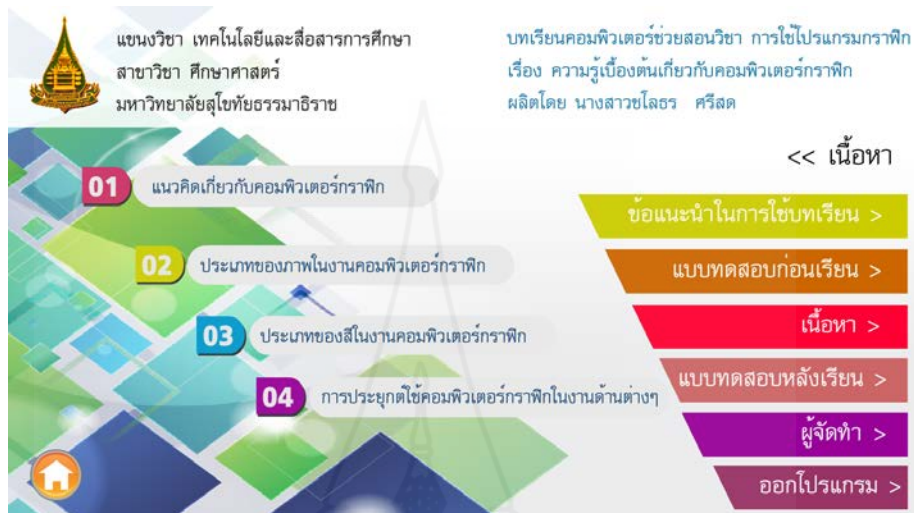 แขนงวิชา เทคโนโลยีและสื่อสารการศึกษา
สาขาวิชา ศึกษาศาสตร์
มหาวิทยาลัยสุโขทัยธรรมาธิราช
บทเรียนคอมพิวเตอร์ช่วยสอนวิชา การใช้โปรแกรมกราฟิก
เรื่อง ความรู้เบื้องต้นเกี่ยวกับคอมพิวเตอร์กราฟิก
ผลิตโดย นางสาวชโลธร ศรีสด
<< เนื้อหา
01 แนวคิดเกี่ยวกับคอมพิวเตอร์กราฟิก
02 ประเภทของภาพในงานคอมพิวเตอร์กราฟิก
03 ประเภทของสีในงานคอมพิวเตอร์กราฟิก
04 การประยุกต์ใช้คอมพิวเตอร์กราฟิกในงานด้านต่างๆ
ข้อแนะนำในการใช้บทเรียน >
แบบทดสอบก่อนเรียน >
เนื้อหา >
แบบทดสอบหลังเรียน >
ผู้จัดทำ >
ออกโปรแกรม >